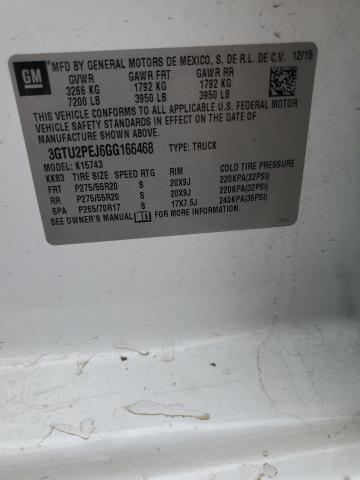 GM
MFD BY GENERAL MOTORS DE MEXICO, S. DE R.L. DE C.V. 12/15
GVWR GAWR FRT GAWR RR
3266 KG 1792 KG 1792 KG
7200 LB 3950 LB 3950 LB
THIS VEHICLE CONFORMS TO ALL APPLICABLE U.S. FEDERAL MOTOR
VEHICLE SAFETY AND THEFT PREVENTION STANDARDS IN EFFECT ON
THE DATE OF MANUFACTURE SHOWN ABOVE.
3GTU2PEJ6GG166468 TYPE: TRUCK
MODEL: K15743
KK83 TIRE SIZE SPEED RTG RIM COLD TIRE PRESSURE
FRT P275/55R20 S 20X9J 220KPA(32PSI)
RR P275/55R20 S 20X9J 220KPA(32PSI)
SPA P265/70R17 S 17X7.5J 240KPA(35PSI)
SEE OWNER'S MANUAL FOR MORE INFORMATION.